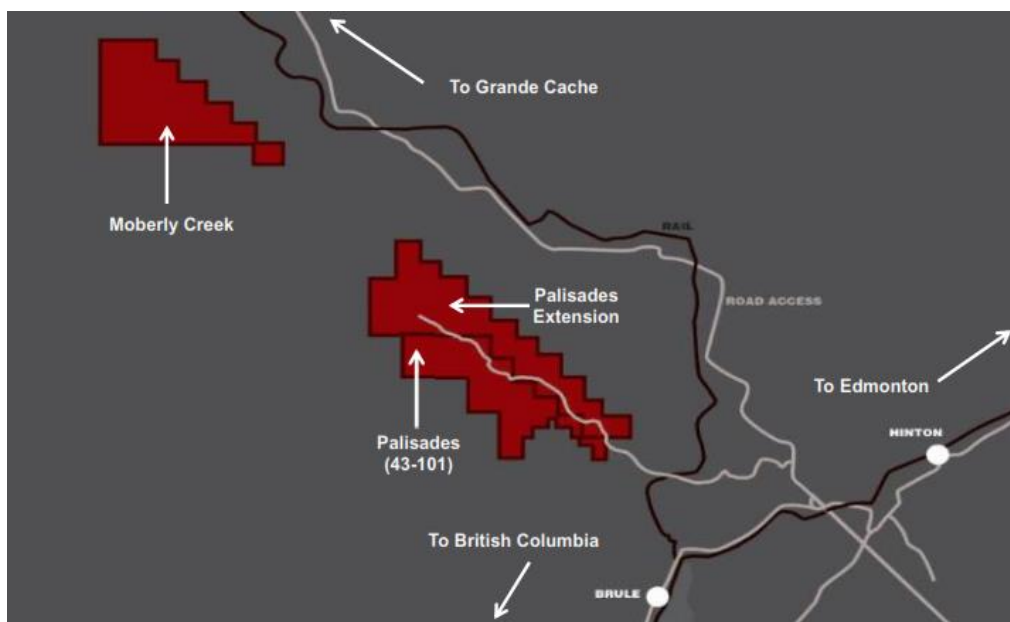 To Grande Cache
Moberly Creek
RAIL
Palisades
Extension
ROAD ACCESS
To Edmonton
Palisades
(43-101)
HINTON
To British Columbia
BRULE